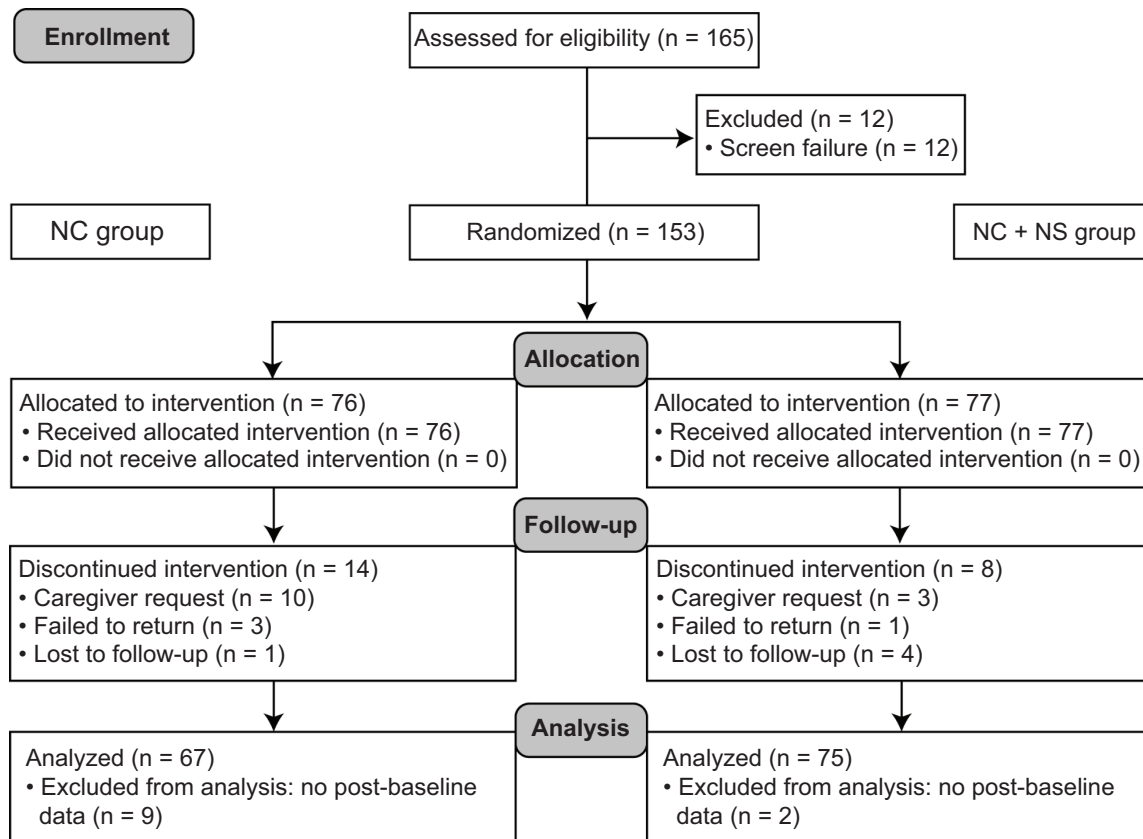 Enrollment
Assessed for eligibility (n = 165)
Excluded (n = 12)
• Screen failure (n = 12)
NC group
Randomized (n = 153)
NC + NS group
Allocation
Allocated to intervention (n = 76)
• Received allocated intervention (n = 76)
• Did not receive allocated intervention (n = 0)
Allocated to intervention (n = 77)
• Received allocated intervention (n = 77)
• Did not receive allocated intervention (n = 0)
Follow-up
Discontinued intervention (n = 14)
• Caregiver request (n = 10)
• Failed to return (n = 3)
• Lost to follow-up (n = 1)
Discontinued intervention (n = 8)
• Caregiver request (n = 3)
• Failed to return (n = 1)
• Lost to follow-up (n = 4)
Analysis
Analyzed (n = 67)
• Excluded from analysis: no post-baseline
data (n = 9)
Analyzed (n = 75)
• Excluded from analysis: no post-baseline
data (n = 2)